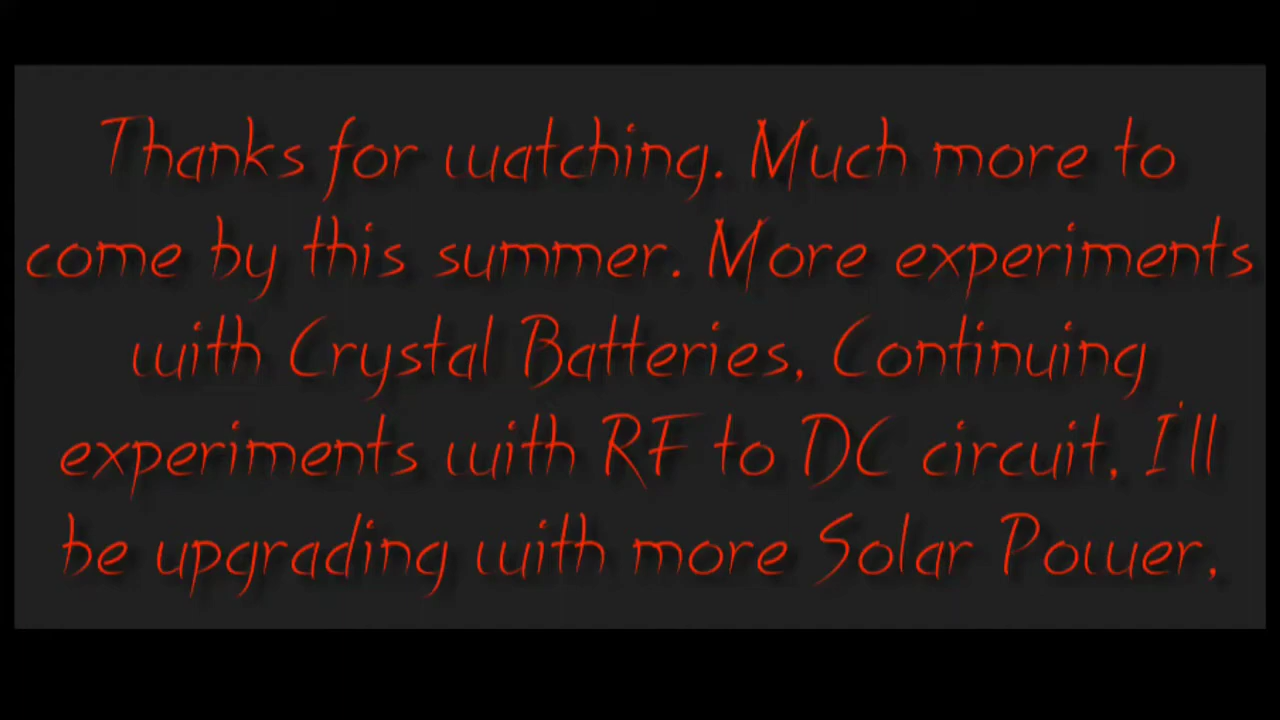 Thanks for watching. Much more to
come by this summer. More experiments
with Crystal Batteries, Continuing
experiments with RF to DC circuit, I'll
be upgrading with more Solar Power,